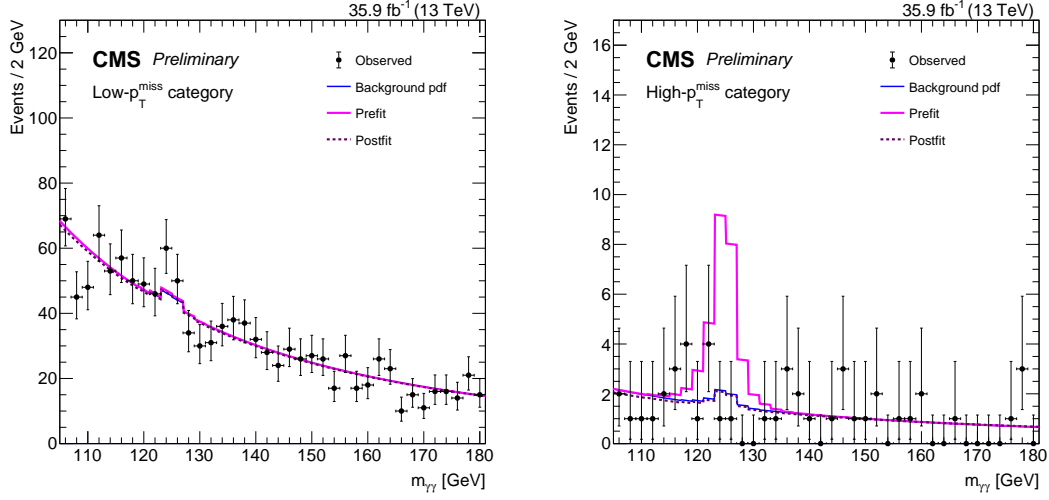 35.9 fb⁻¹ (13 TeV)
Events / 2 GeV
120
100
80
60
40
20
0
CMS Preliminary
Low-p_T^miss category
Observed
Background pdf
Prefit
Postfit
110 120 130 140 150 160 170 180
m_γγ [GeV]
35.9 fb⁻¹ (13 TeV)
Events / 2 GeV
16
14
12
10
8
6
4
2
0
CMS Preliminary
High-p_T^miss category
Observed
Background pdf
Prefit
Postfit
110 120 130 140 150 160 170 180
m_γγ [GeV]